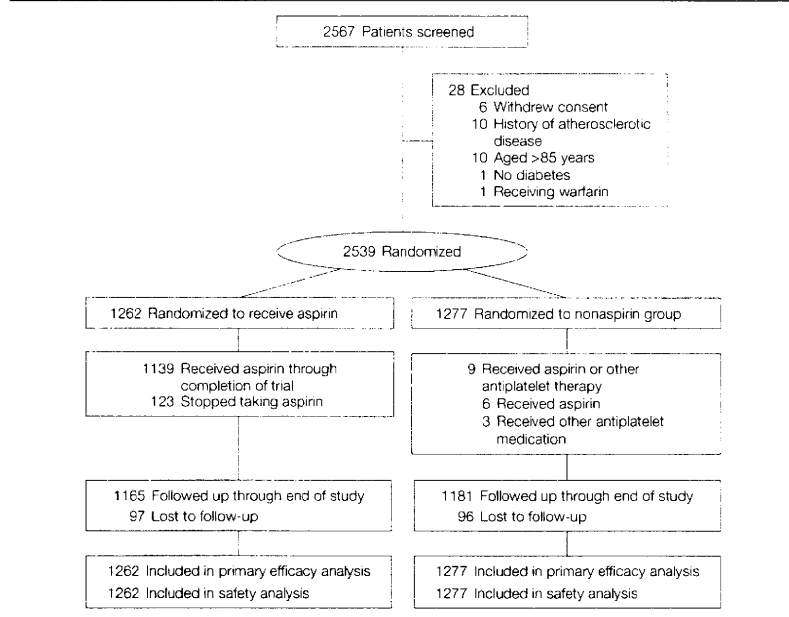 2567 Patients screened
28 Excluded
6 Withdrew consent
10 History of atherosclerotic
disease
10 Aged >85 years
1 No diabetes
1 Receiving warfarin
2539 Randomized
1262 Randomized to receive aspirin
1277 Randomized to nonaspirin group
1139 Received aspirin through
completion of trial
123 Stopped taking aspirin
9 Received aspirin or other
antiplatelet therapy
6 Received aspirin
3 Received other antiplatelet
medication
1165 Followed up through end of study
97 Lost to follow-up
1181 Followed up through end of study
96 Lost to follow-up
1262 Included in primary efficacy analysis
1262 Included in safety analysis
1277 Included in primary efficacy analysis
1277 Included in safety analysis